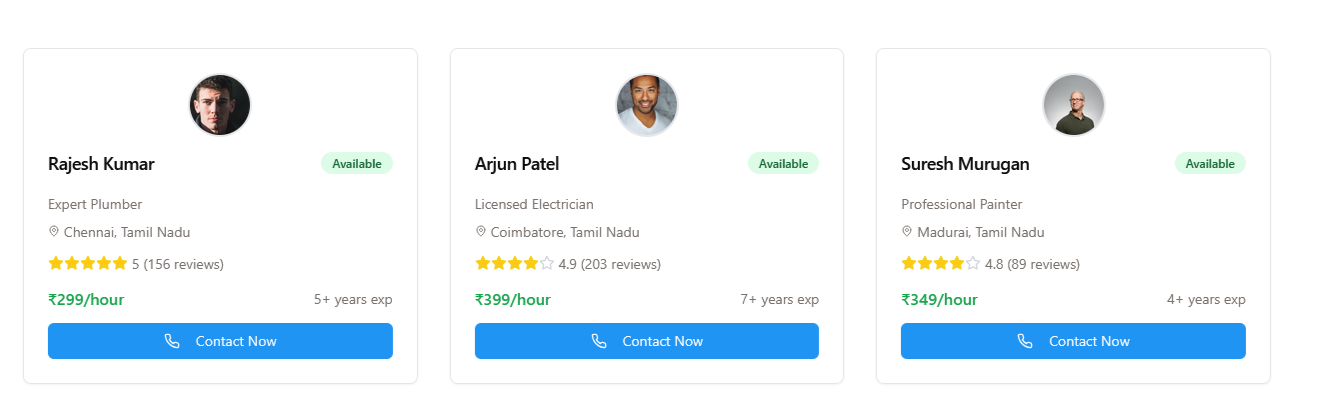 Rajesh Kumar
Available
Expert Plumber
Chennai, Tamil Nadu
5 (156 reviews)
₹299/hour
5+ years exp
Contact Now
Arjun Patel
Available
Licensed Electrician
Coimbatore, Tamil Nadu
4.9 (203 reviews)
₹399/hour
7+ years exp
Contact Now
Suresh Murugan
Available
Professional Painter
Madurai, Tamil Nadu
4.8 (89 reviews)
₹349/hour
4+ years exp
Contact Now